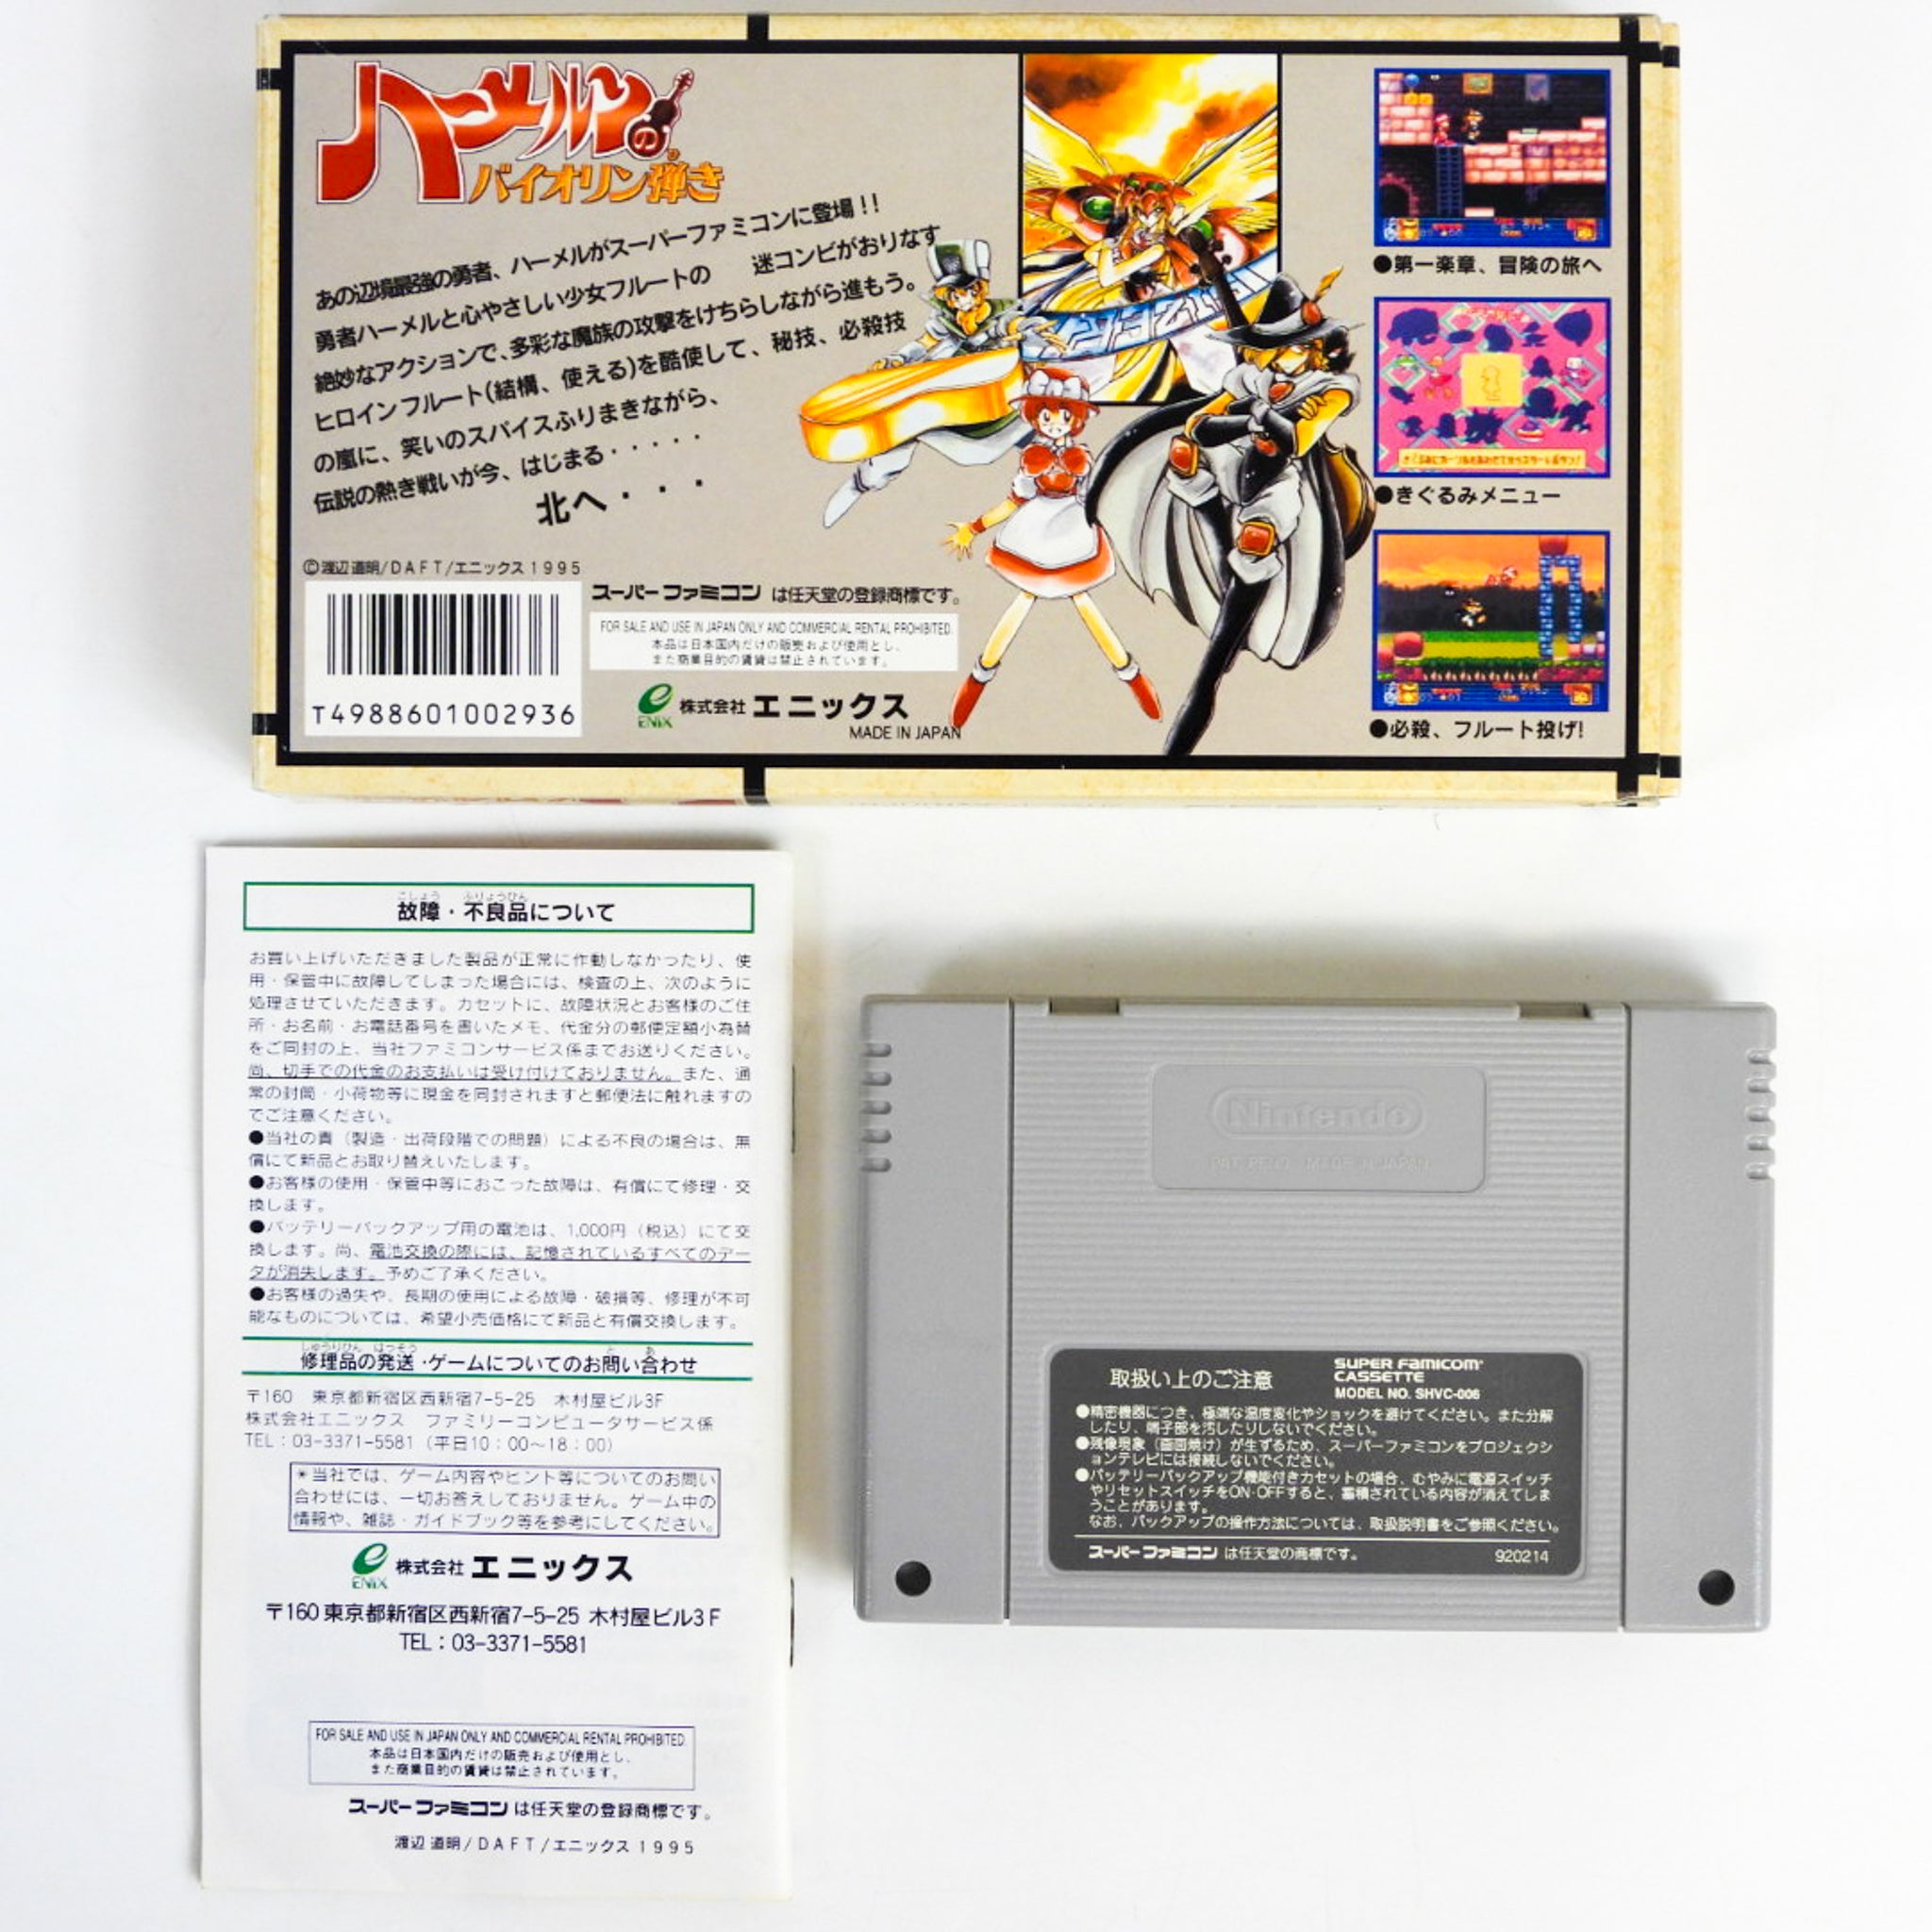 ハーメルンの
バイオリン弾き
あの辺境最強の勇者、ハーメルがスーパーファミコンに登場!!
勇者ハーメルと心やさしい少女フルートの 迷コンビがおりなす
絶妙なアクションで、多彩な魔族の攻撃をけちらしながら進もう。
ヒロインフルート(結構、使える)を酷使して、秘技、必殺技
の嵐に、笑いのスパイスふりまきながら、
伝説の熱き戦いが今、はじまる・・・・・
北へ・・・
©渡辺道明/DAFT/エニックス1995
T4988601002936
スーパーファミコン は任天堂の登録商標です。
FOR SALE AND USE IN JAPAN ONLY AND COMMERCIAL RENTAL PROHIBITED.
本品は日本国内だけの販売および使用とし、
また商業目的の賃貸は禁止されています。
ENIX 株式会社 エニックス
MADE IN JAPAN
●第一楽章、冒険の旅へ
●きぐるみメニュー
●必殺、フルート投げ!
こしょう ふりょうひん
故障・不良品について
お買い上げいただきました製品が正常に作動しなかったり、使
用・保管中に故障してしまった場合には、検査の上、次のように
処理させていただきます。カセットに、故障状況とお客様のご住
所・お名前・お電話番号を書いたメモ、代金分の郵便定額小為替
をご同封の上、当社ファミコンサービス係までお送りください。
尚、切手での代金のお支払いは受け付けておりません。また、通
常の封筒・小荷物等に現金を同封されますと郵便法に触れますの
でご注意ください。
●当社の責(製造・出荷段階での問題)による不良の場合は、無
償にて新品とお取り替えいたします。
●お客様の使用・保管中等におこった故障は、有償にて修理・交
換します。
●バッテリーバックアップ用の電池は、1,000円(税込)にて交
換します。尚、電池交換の際には、記憶されているすべてのデー
タが消失します。予めご了承ください。
●お客様の過失や、長期の使用による故障・破損等、修理が不可
能なものについては、希望小売価格にて新品と有償交換します。
しゅうりひん はっそう と あ
修理品の発送・ゲームについてのお問い合わせ
〒160 東京都新宿区西新宿7-5-25 木村屋ビル3F
株式会社エニックス ファミリーコンピュータサービス係
TEL:03-3371-5581(平日10:00～18:00)
＊当社では、ゲーム内容やヒント等についてのお問い
合わせには、一切お答えしておりません。ゲーム中の
情報や、雑誌・ガイドブック等を参考にしてください。
ENIX 株式会社 エニックス
〒160 東京都新宿区西新宿7-5-25 木村屋ビル3F
TEL:03-3371-5581
FOR SALE AND USE IN JAPAN ONLY AND COMMERCIAL RENTAL PROHIBITED.
本品は日本国内だけの販売および使用とし、
また商業目的の賃貸は禁止されています。
スーパーファミコン は任天堂の登録商標です。
渡辺道明/DAFT/エニックス1995
Nintendo
PAT. PEND. MADE IN JAPAN
取扱い上のご注意
SUPER FAMICOM
CASSETTE
MODEL NO. SHVC-006
●精密機器につき、極端な温度変化やショックを避けてください。また分解
したり、端子部を汚したりしないでください。
●残像現象(画面焼け)が生ずるため、スーパーファミコンをプロジェクシ
ョンテレビには接続しないでください。
●バッテリーバックアップ機能付きカセットの場合、むやみに電源スイッチ
やリセットスイッチをON・OFFすると、蓄積されている内容が消えてしま
うことがあります。
なお、バックアップの操作方法については、取扱説明書をご参照ください。
スーパーファミコン は任天堂の商標です。
920214